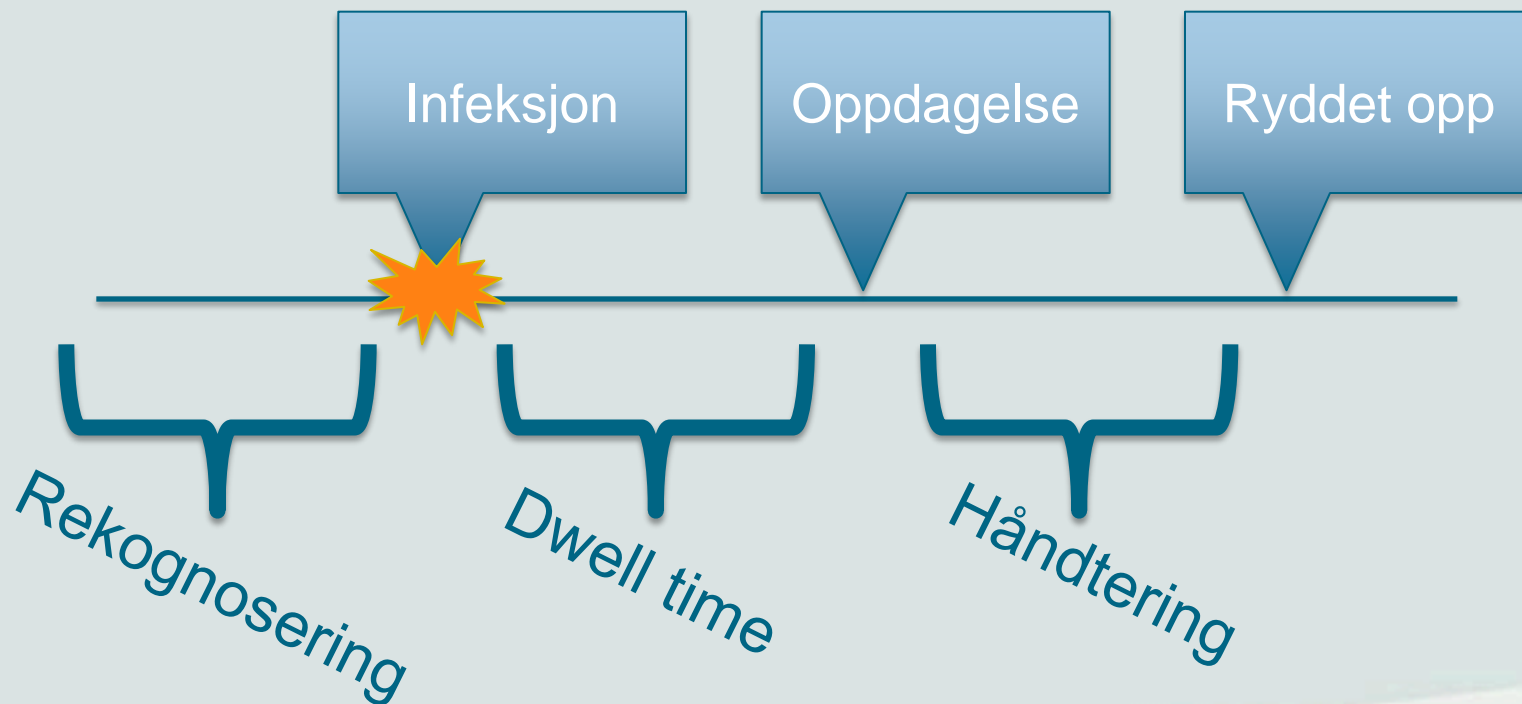 Infeksjon
Oppdagelse
Ryddet opp
Rekognosering
Dwell time
Håndtering